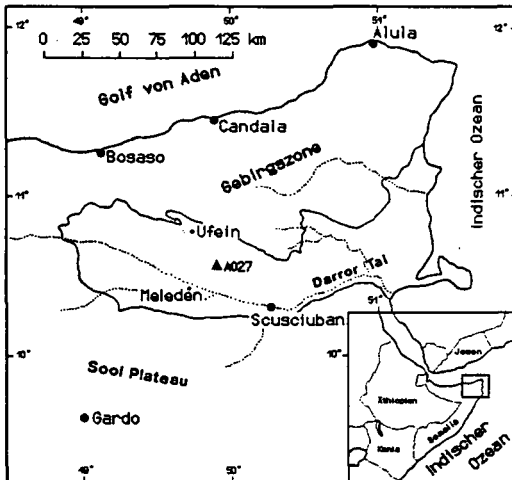 49° 50° 51°
12° 12°
Alula
0 25 50 75 100 125 km
Golf von Aden
Candala
Bosaso
Gebirgszone
Indischer Ozean
11° 11°
Ufein
A027
Darror Tal
Meleden
51°
Scusciuban
10° 10°
Sool Plateau
Gardo
49° 50°
Jemen
Äthiopien
Somalia
Kenia
Indischer
Ozean